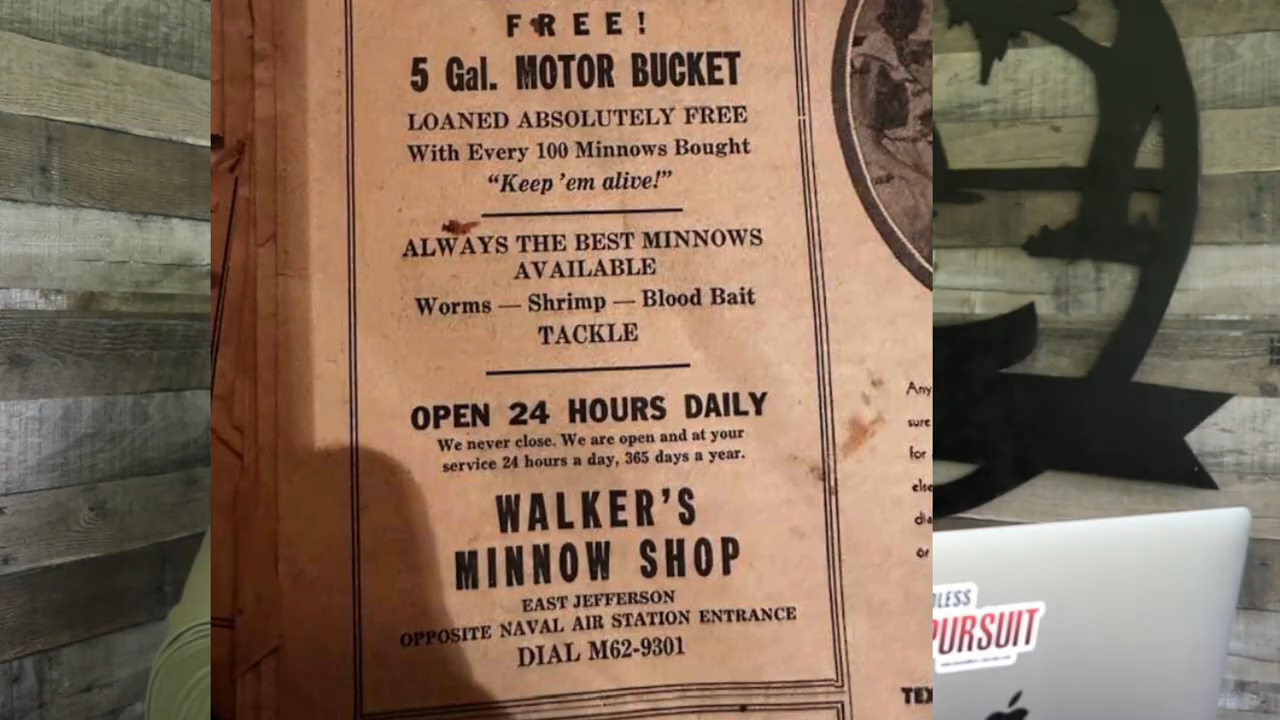 FREE!
5 Gal. MOTOR BUCKET
LOANED ABSOLUTELY FREE
With Every 100 Minnows Bought
“Keep ’em alive!”
ALWAYS THE BEST MINNOWS
AVAILABLE
Worms — Shrimp — Blood Bait
TACKLE
OPEN 24 HOURS DAILY
We never close. We are open and at your
service 24 hours a day, 365 days a year.
WALKER’S
MINNOW SHOP
EAST JEFFERSON
OPPOSITE NAVAL AIR STATION ENTRANCE
DIAL M62-9301
Any
sure
for
else
dia
or
TEX
LESS
PURSUIT